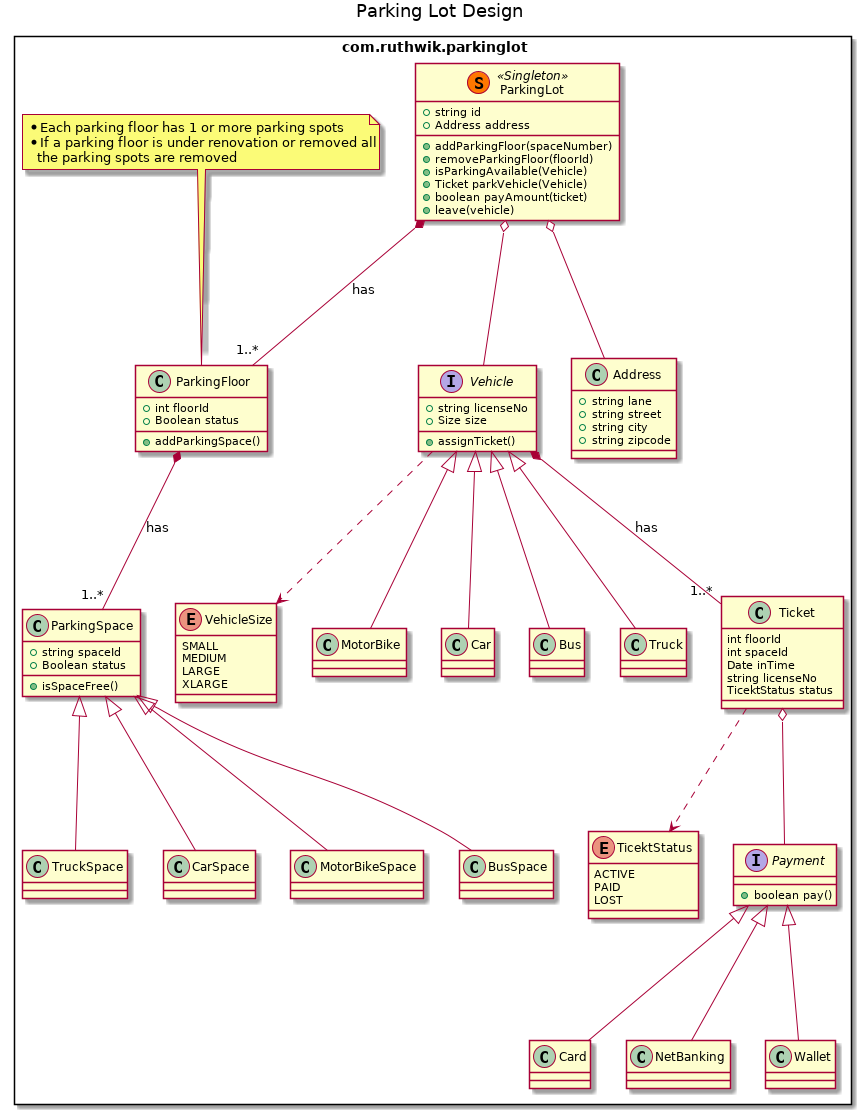 Parking Lot Design
com.ruthwik.parkinglot
S
«Singleton»
ParkingLot
string id
Address address
addParkingFloor(spaceNumber)
removeParkingFloor(floorId)
isParkingAvailable(Vehicle)
Ticket parkVehicle(Vehicle)
boolean payAmount(ticket)
leave(vehicle)
• Each parking floor has 1 or more parking spots
• If a parking floor is under renovation or removed all
the parking spots are removed
has
1..*
C ParkingFloor
int floorId
Boolean status
addParkingSpace()
I Vehicle
string licenseNo
Size size
assignTicket()
C Address
string lane
string street
string city
string zipcode
has
1..*
has
1..*
C ParkingSpace
string spaceId
Boolean status
isSpaceFree()
E VehicleSize
SMALL
MEDIUM
LARGE
XLARGE
C MotorBike
C Car
C Bus
C Truck
C Ticket
int floorId
int spaceId
Date inTime
string licenseNo
TicektStatus status
C TruckSpace
C CarSpace
C MotorBikeSpace
C BusSpace
E TicektStatus
ACTIVE
PAID
LOST
I Payment
boolean pay()
C Card
C NetBanking
C Wallet